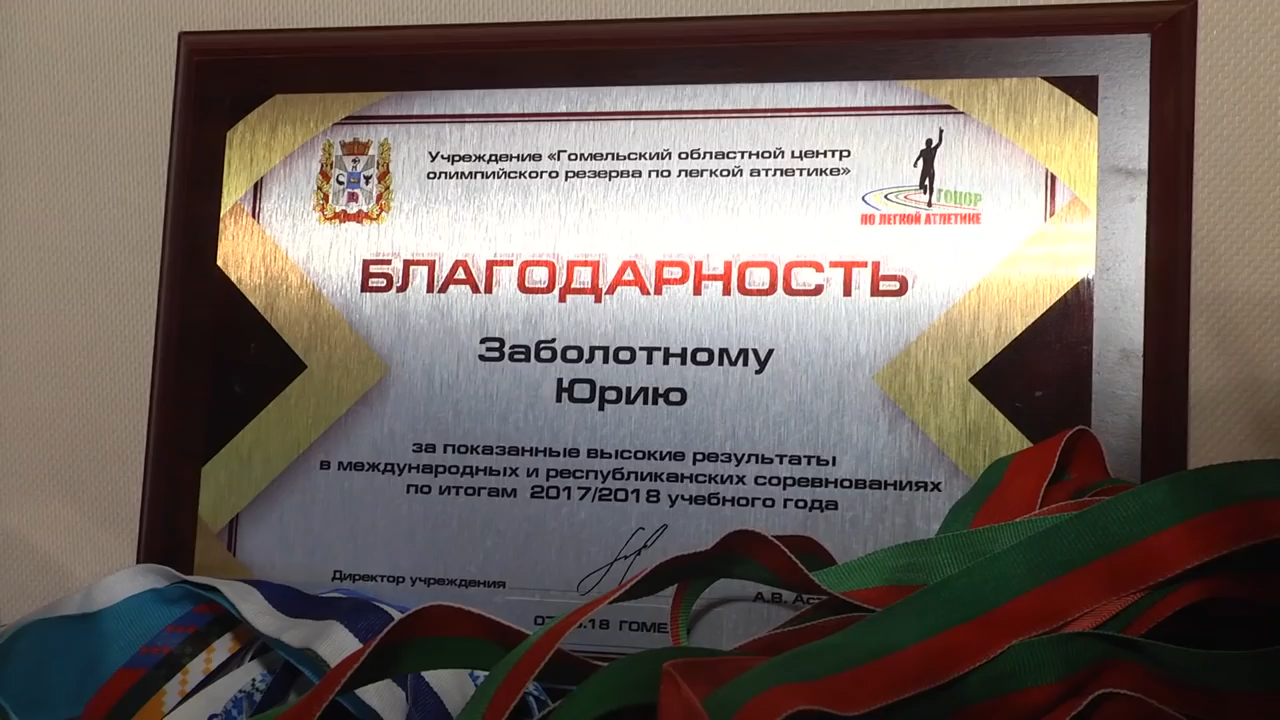 Учреждение «Гомельский областной центр
олимпийского резерва по легкой атлетике»
ГОЦОР
ПО ЛЕГКОЙ АТЛЕТИКЕ
БЛАГОДАРНОСТЬ
Заболотному
Юрию
за показанные высокие результаты
в международных и республиканских соревнованиях
по итогам 2017/2018 учебного года
Директор учреждения
А.В.